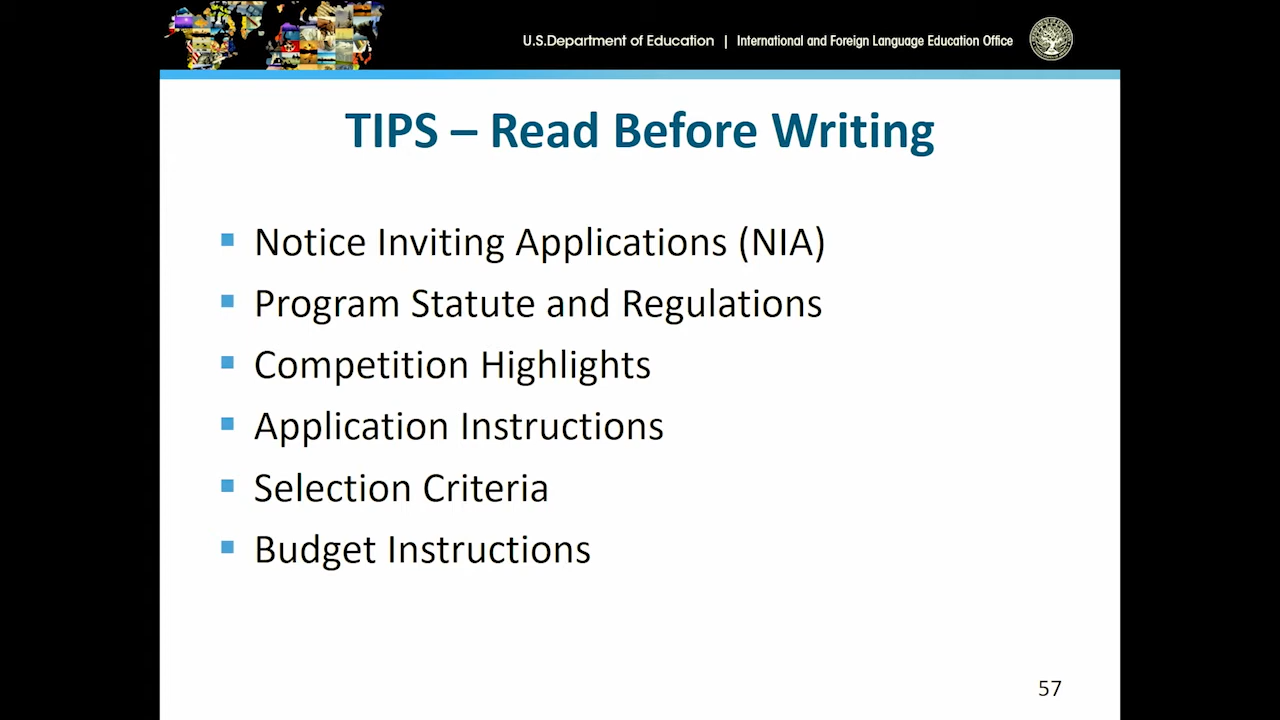 U.S.Department of Education | International and Foreign Language Education Office
TIPS – Read Before Writing
Notice Inviting Applications (NIA)
Program Statute and Regulations
Competition Highlights
Application Instructions
Selection Criteria
Budget Instructions
57